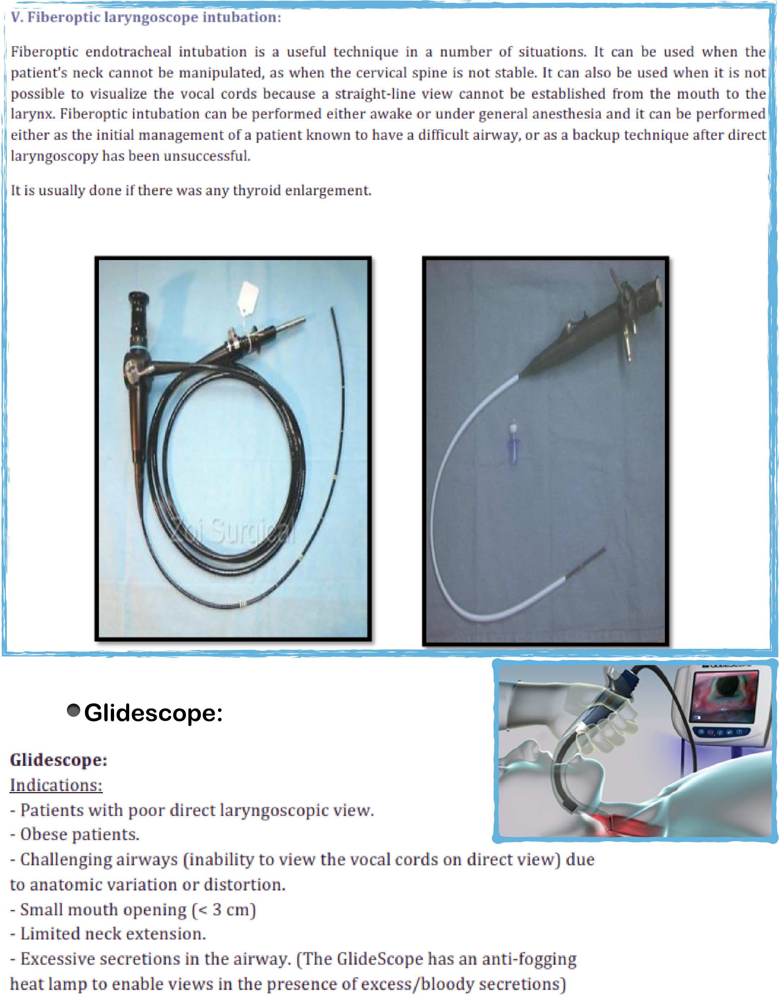 V. Fiberoptic laryngoscope intubation:
Fiberoptic endotracheal intubation is a useful technique in a number of situations. It can be used when the
patient's neck cannot be manipulated, as when the cervical spine is not stable. It can also be used when it is not
possible to visualize the vocal cords because a straight-line view cannot be established from the mouth to the
larynx. Fiberoptic intubation can be performed either awake or under general anesthesia and it can be performed
either as the initial management of a patient known to have a difficult airway, or as a backup technique after direct
laryngoscopy has been unsuccessful.
It is usually done if there was any thyroid enlargement.
Surgical
Glidescope:
Glidescope:
Indications:
- Patients with poor direct laryngoscopic view.
- Obese patients.
- Challenging airways (inability to view the vocal cords on direct view) due
to anatomic variation or distortion.
- Small mouth opening (< 3 cm)
- Limited neck extension.
- Excessive secretions in the airway. (The GlideScope has an anti-fogging
heat lamp to enable views in the presence of excess/bloody secretions)